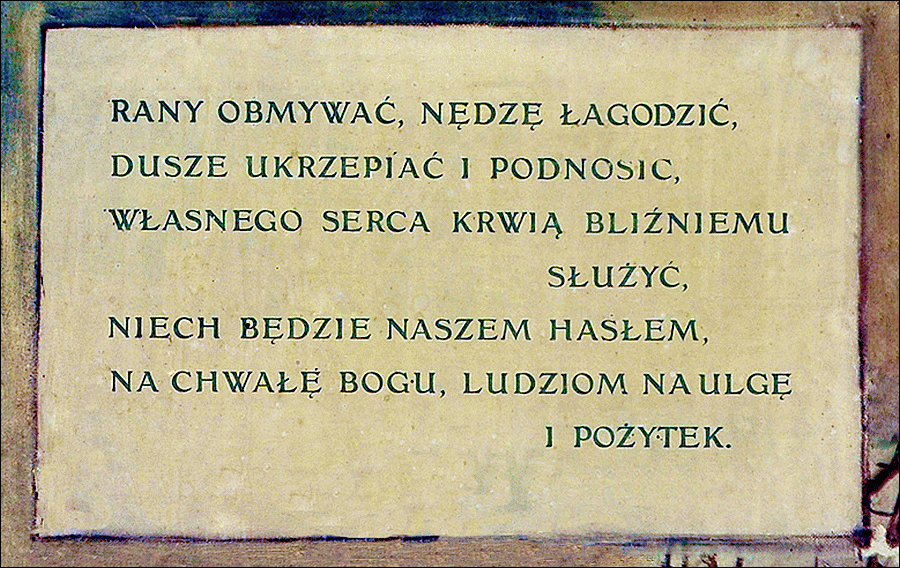 RANY OBMYWAĆ, NĘDZĘ ŁAGODZIĆ,
DUSZE UKRZEPIAĆ I PODNOSIC,
WŁASNEGO SERCA KRWIĄ BLIŹNIEMU
SŁUŻYĆ,
NIECH BĘDZIE NASZEM HASŁEM,
NA CHWAŁĘ BOGU, LUDZIOM NA ULGĘ
I POŻYTEK.